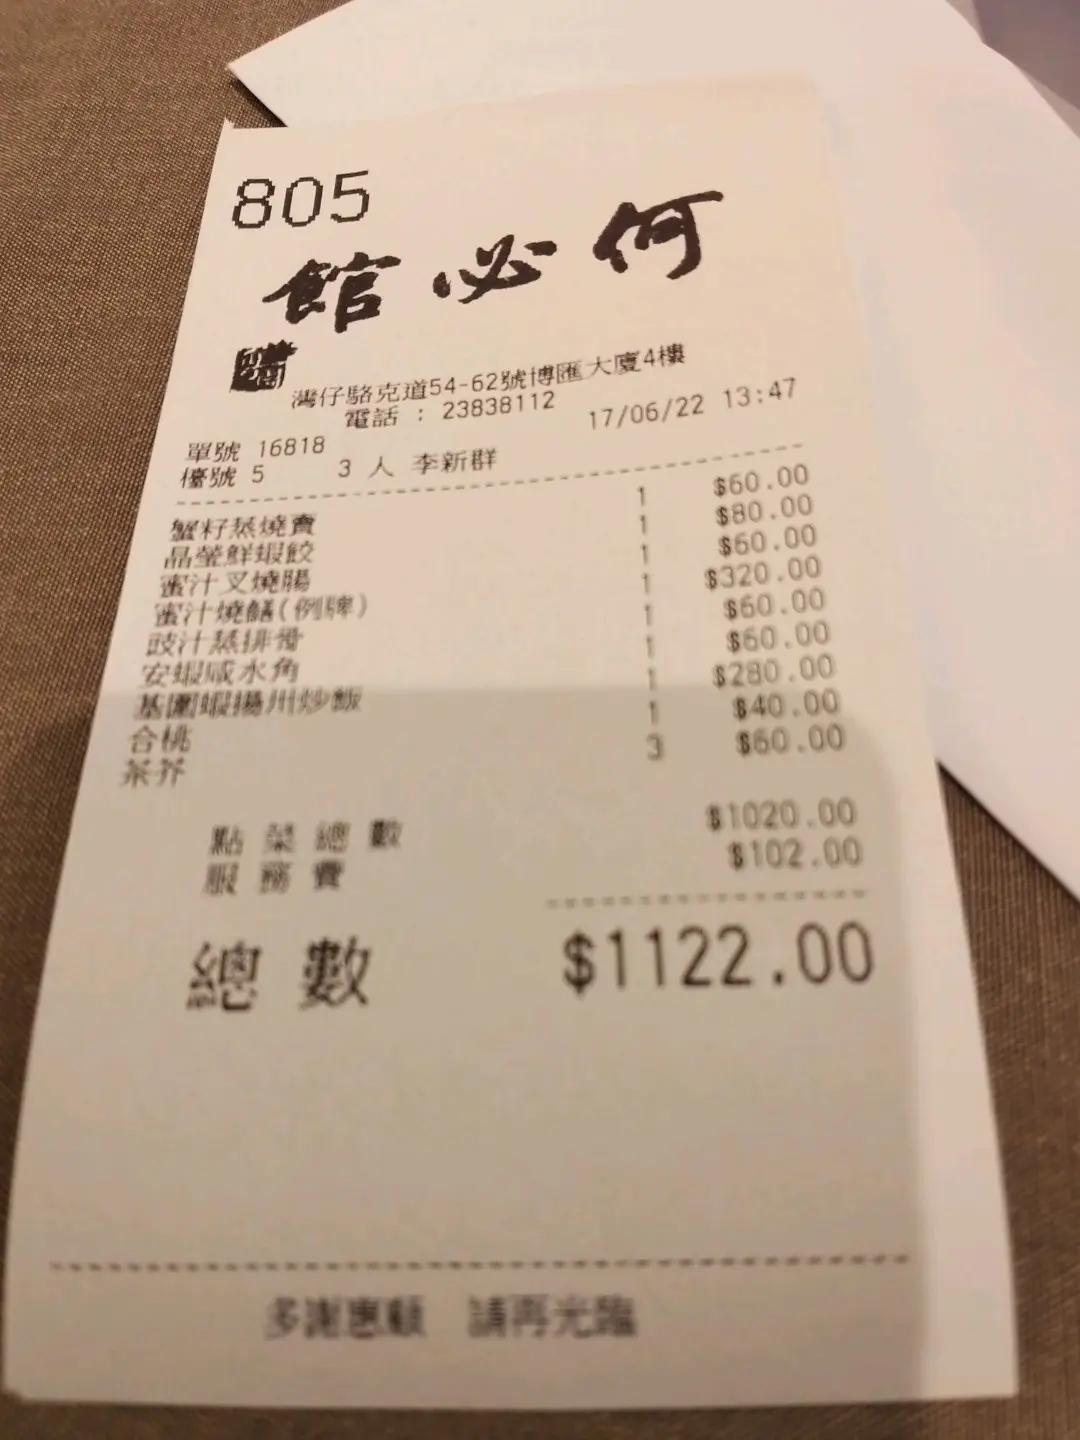 805
館必何
灣仔駱克道54-62號博匯大廈4樓
電話 : 23838112
17/06/22 13:47
單號 16818
檯號 5 3 人 李新群
蟹籽蒸燒賣 1 $60.00
晶瑩鮮蝦餃 1 $80.00
蜜汁叉燒腸 1 $60.00
蜜汁燒鱔(例牌) 1 $320.00
豉汁蒸排骨 1 $60.00
安蝦咸水角 1 $60.00
基圍蝦揚州炒飯 1 $280.00
合桃 1 $40.00
茶芥 3 $60.00
點菜總數 $1020.00
服務費 $102.00
總數 $1122.00
多謝惠顧 請再光臨